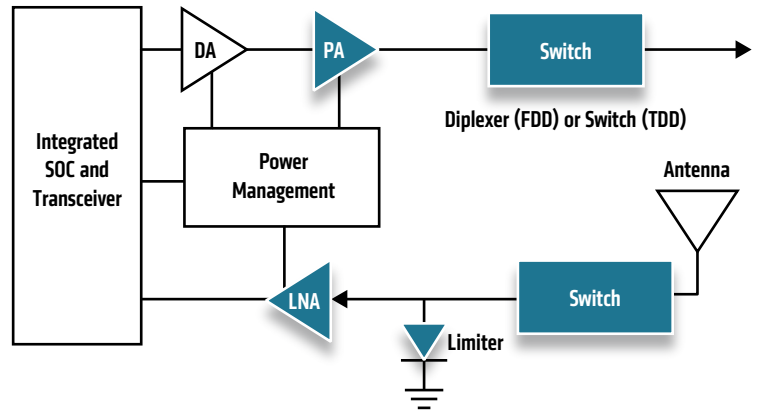 DA
PA
Switch
Diplexer (FDD) or Switch (TDD)
Integrated
SOC and
Transceiver
Power
Management
Antenna
LNA
Switch
Limiter